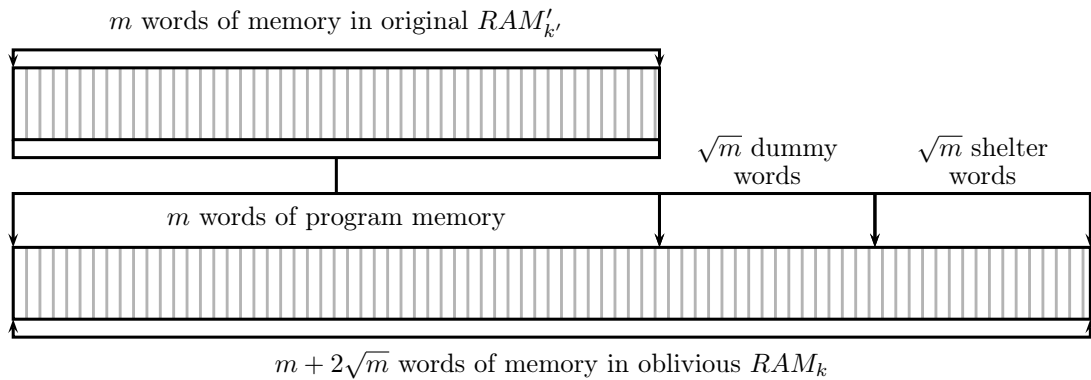 m words of memory in original RAM′ₖ′
√m dummy words
√m shelter words
m words of program memory
m + 2√m words of memory in oblivious RAMₖ